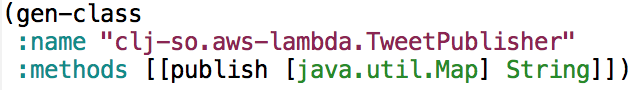 (gen-class
:name "clj-so.aws-lambda.TweetPublisher"
:methods [[publish [java.util.Map] String]])